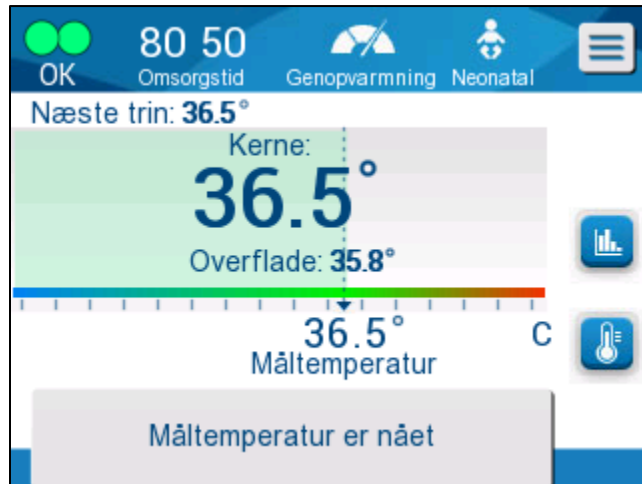 80 50
OK Omsorgstid Genopvarmning Neonatal
Næste trin: 36.5°
Kerne:
36.5°
Overflade: 35.8°
36.5° C
Måltemperatur
Måltemperatur er nået